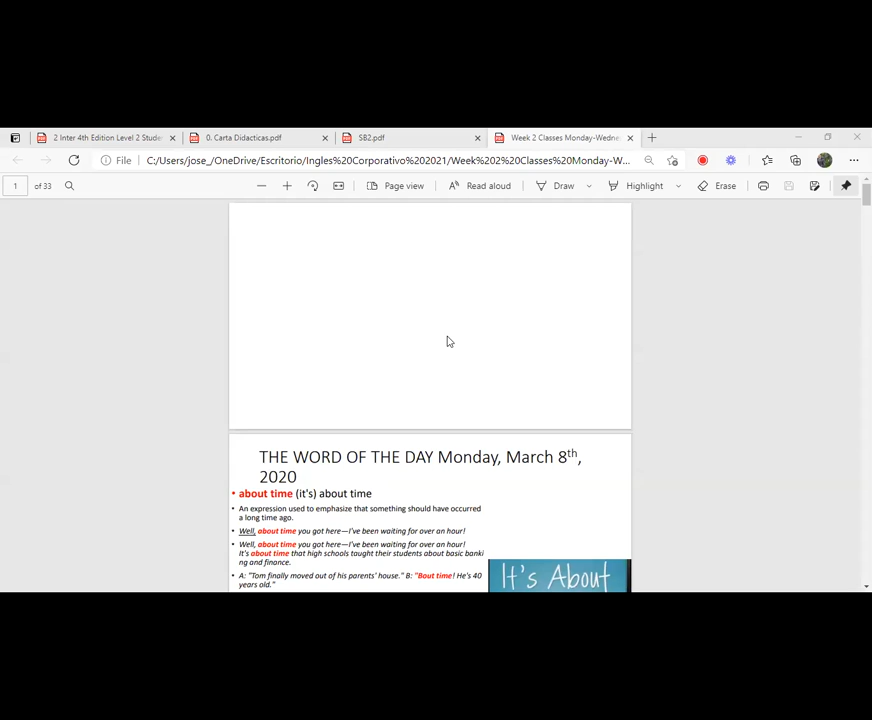 2 Inter 4th Edition Level 2 Stude
0. Carta Didacticas.pdf
SB2.pdf
Week 2 Classes Monday-Wedne
File
C:/Users/jose_/OneDrive/Escritorio/Ingles%20Corporativo%202021/Week%202%20Classes%20Monday-W...
1
of 33
Page view
Read aloud
Draw
Highlight
Erase
THE WORD OF THE DAY Monday, March 8th,
2020
• about time (it's) about time
• An expression used to emphasize that something should have occurred
a long time ago.
• Well, about time you got here—I've been waiting for over an hour!
• Well, about time you got here—I've been waiting for over an hour!
It's about time that high schools taught their students about basic banki
ng and finance.
• A: "Tom finally moved out of his parents' house." B: "Bout time! He's 40
years old."
It's About